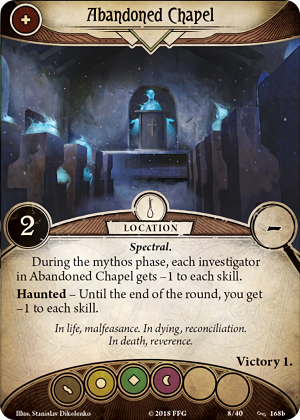 Abandoned Chapel
2
LOCATION
–
Spectral.
During the mythos phase, each investigator
in Abandoned Chapel gets –1 to each skill.
Haunted – Until the end of the round, you get
–1 to each skill.
In life, malfeasance. In dying, reconciliation.
In death, reverence.
Victory 1.
Illus. Stanislav Dikolenko
© 2018 FFG
8/40
168b